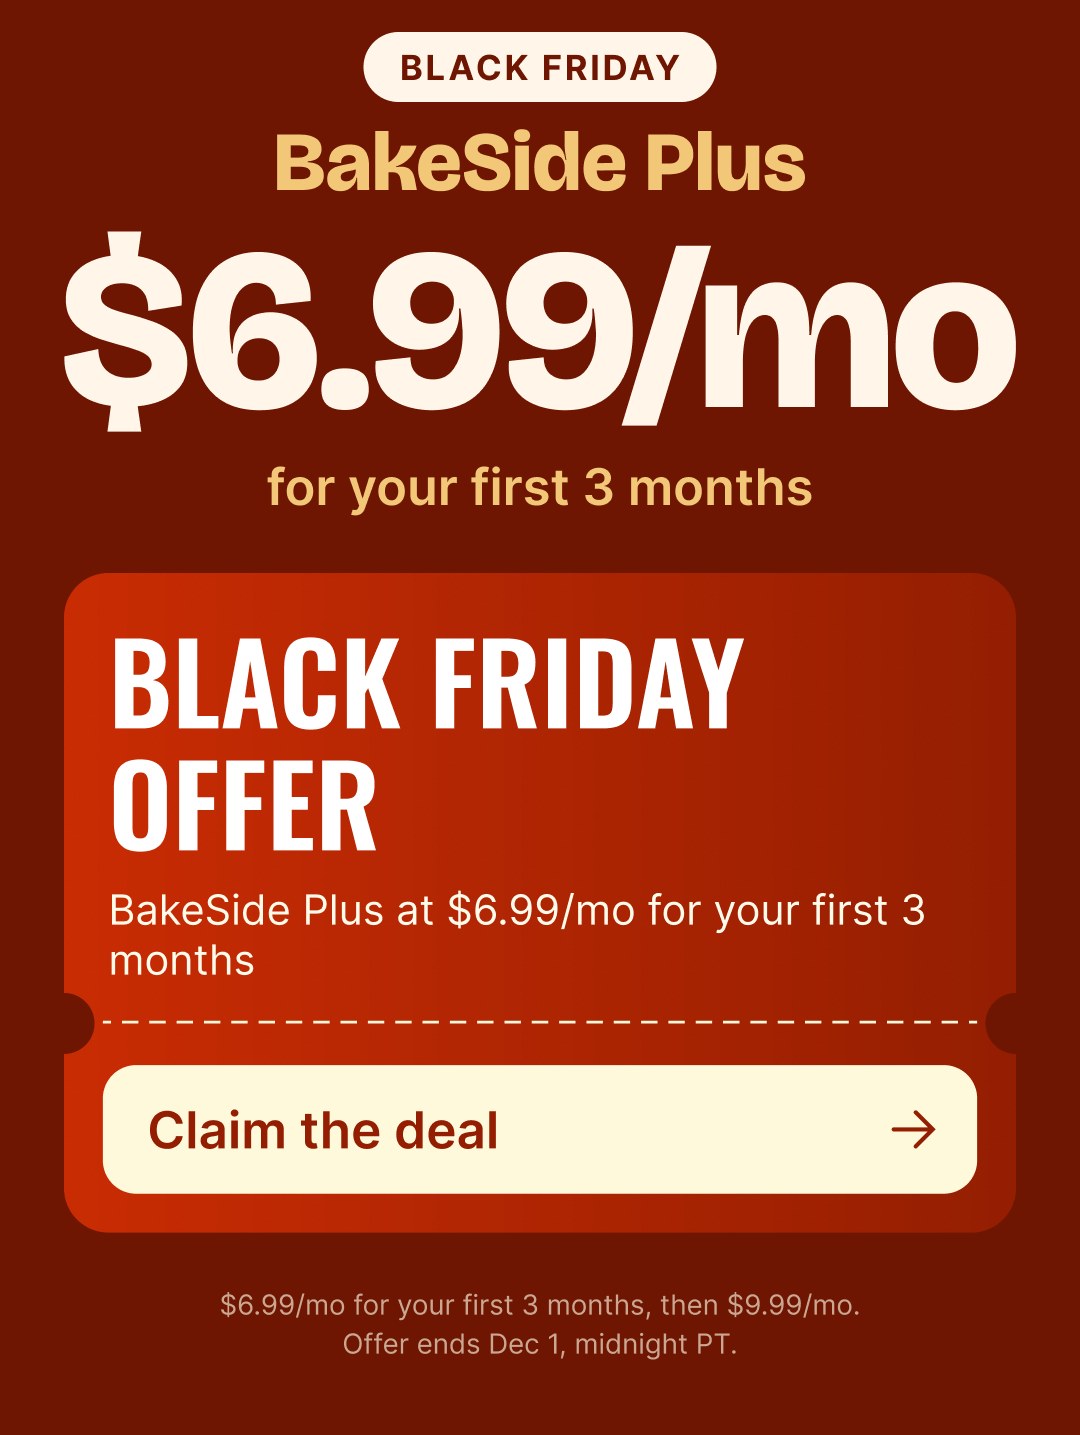 BLACK FRIDAY
BakeSide Plus
$6.99/mo
for your first 3 months
BLACK FRIDAY
OFFER
BakeSide Plus at $6.99/mo for your first 3
months
Claim the deal
$6.99/mo for your first 3 months, then $9.99/mo.
Offer ends Dec 1, midnight PT.